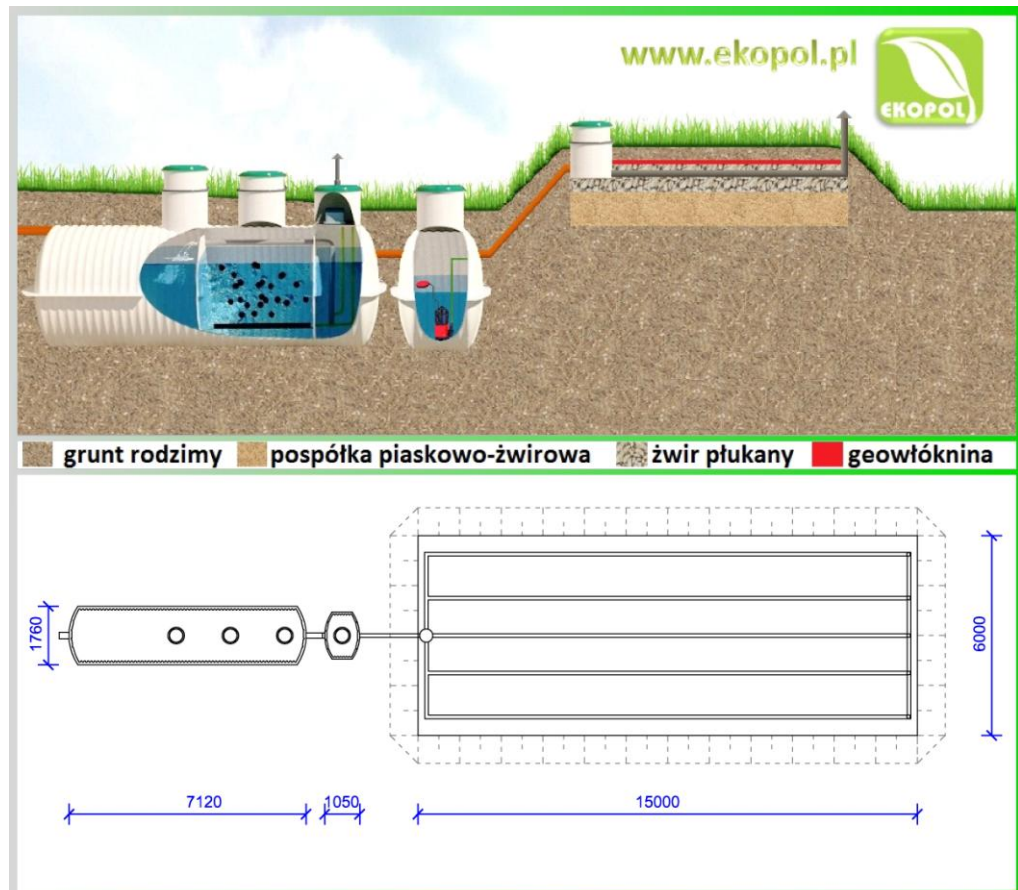 www.ekopol.pl
EKOPOL
grunt rodzimy pospółka piaskowo-żwirowa żwir płukany geowłóknina
1760
6000
7120 1050 15000